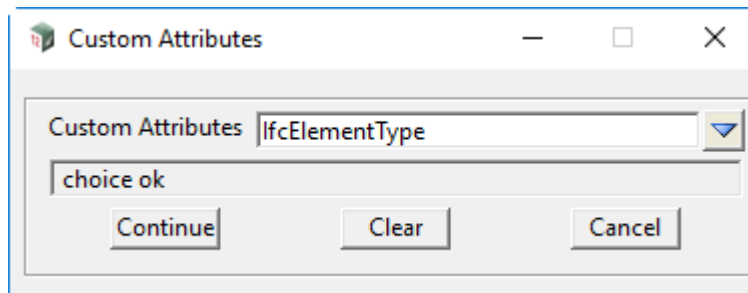 Custom Attributes
Custom Attributes IfcElementType
choice ok
Continue Clear Cancel